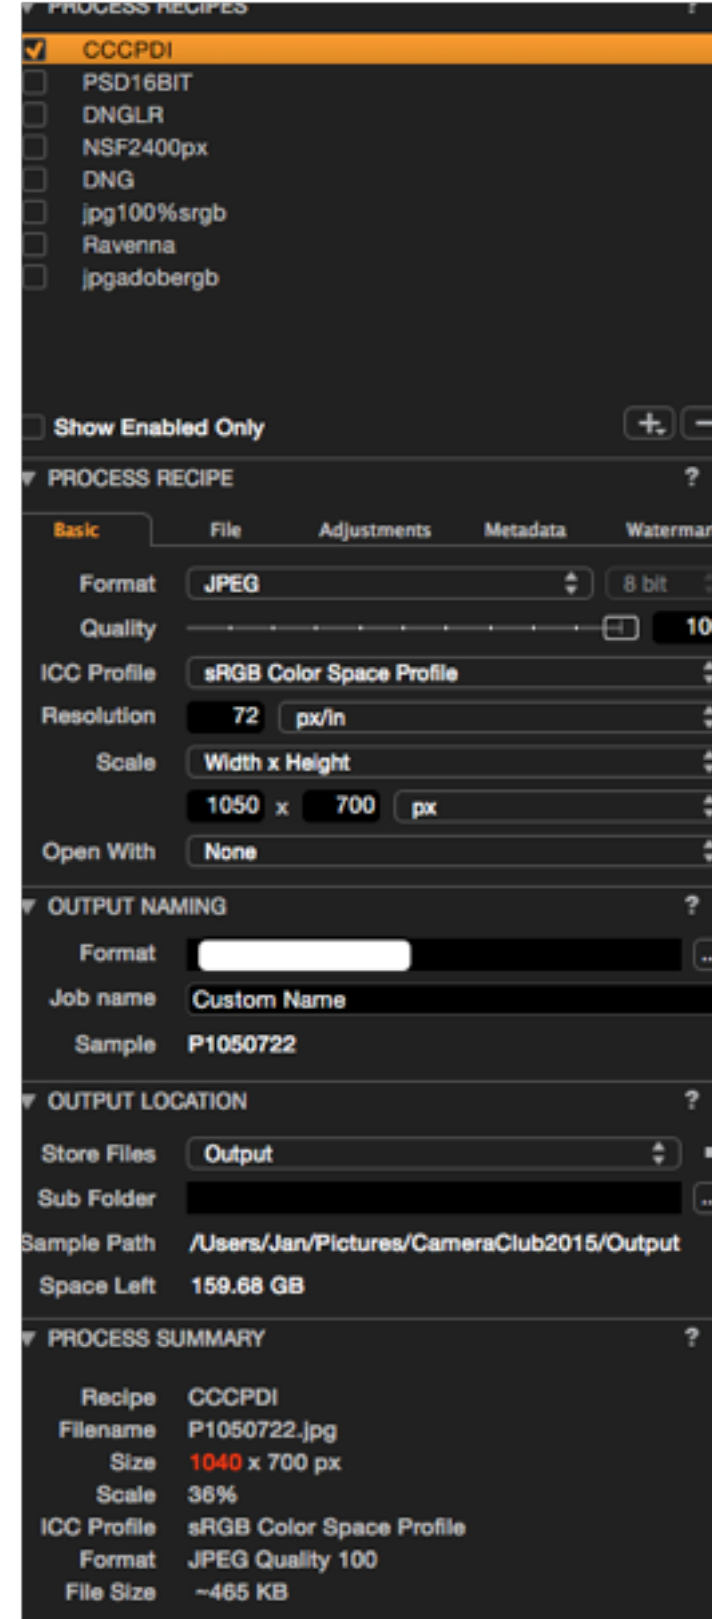 PROCESS RECIPES ?
CCCPDI
PSD16BIT
DNGLR
NSF2400px
DNG
jpg100%srgb
Ravenna
jpgadobergb
Show Enabled Only
PROCESS RECIPE ?
Basic File Adjustments Metadata Watermar
Format JPEG 8 bit
Quality 10
ICC Profile sRGB Color Space Profile
Resolution 72 px/in
Scale Width x Height
1050 x 700 px
Open With None
OUTPUT NAMING ?
Format ...
Job name Custom Name
Sample P1050722
OUTPUT LOCATION ?
Store Files Output
Sub Folder ...
Sample Path /Users/Jan/Pictures/CameraClub2015/Output
Space Left 159.68 GB
PROCESS SUMMARY ?
Recipe CCCPDI
Filename P1050722.jpg
Size 1040 x 700 px
Scale 36%
ICC Profile sRGB Color Space Profile
Format JPEG Quality 100
File Size ~465 KB